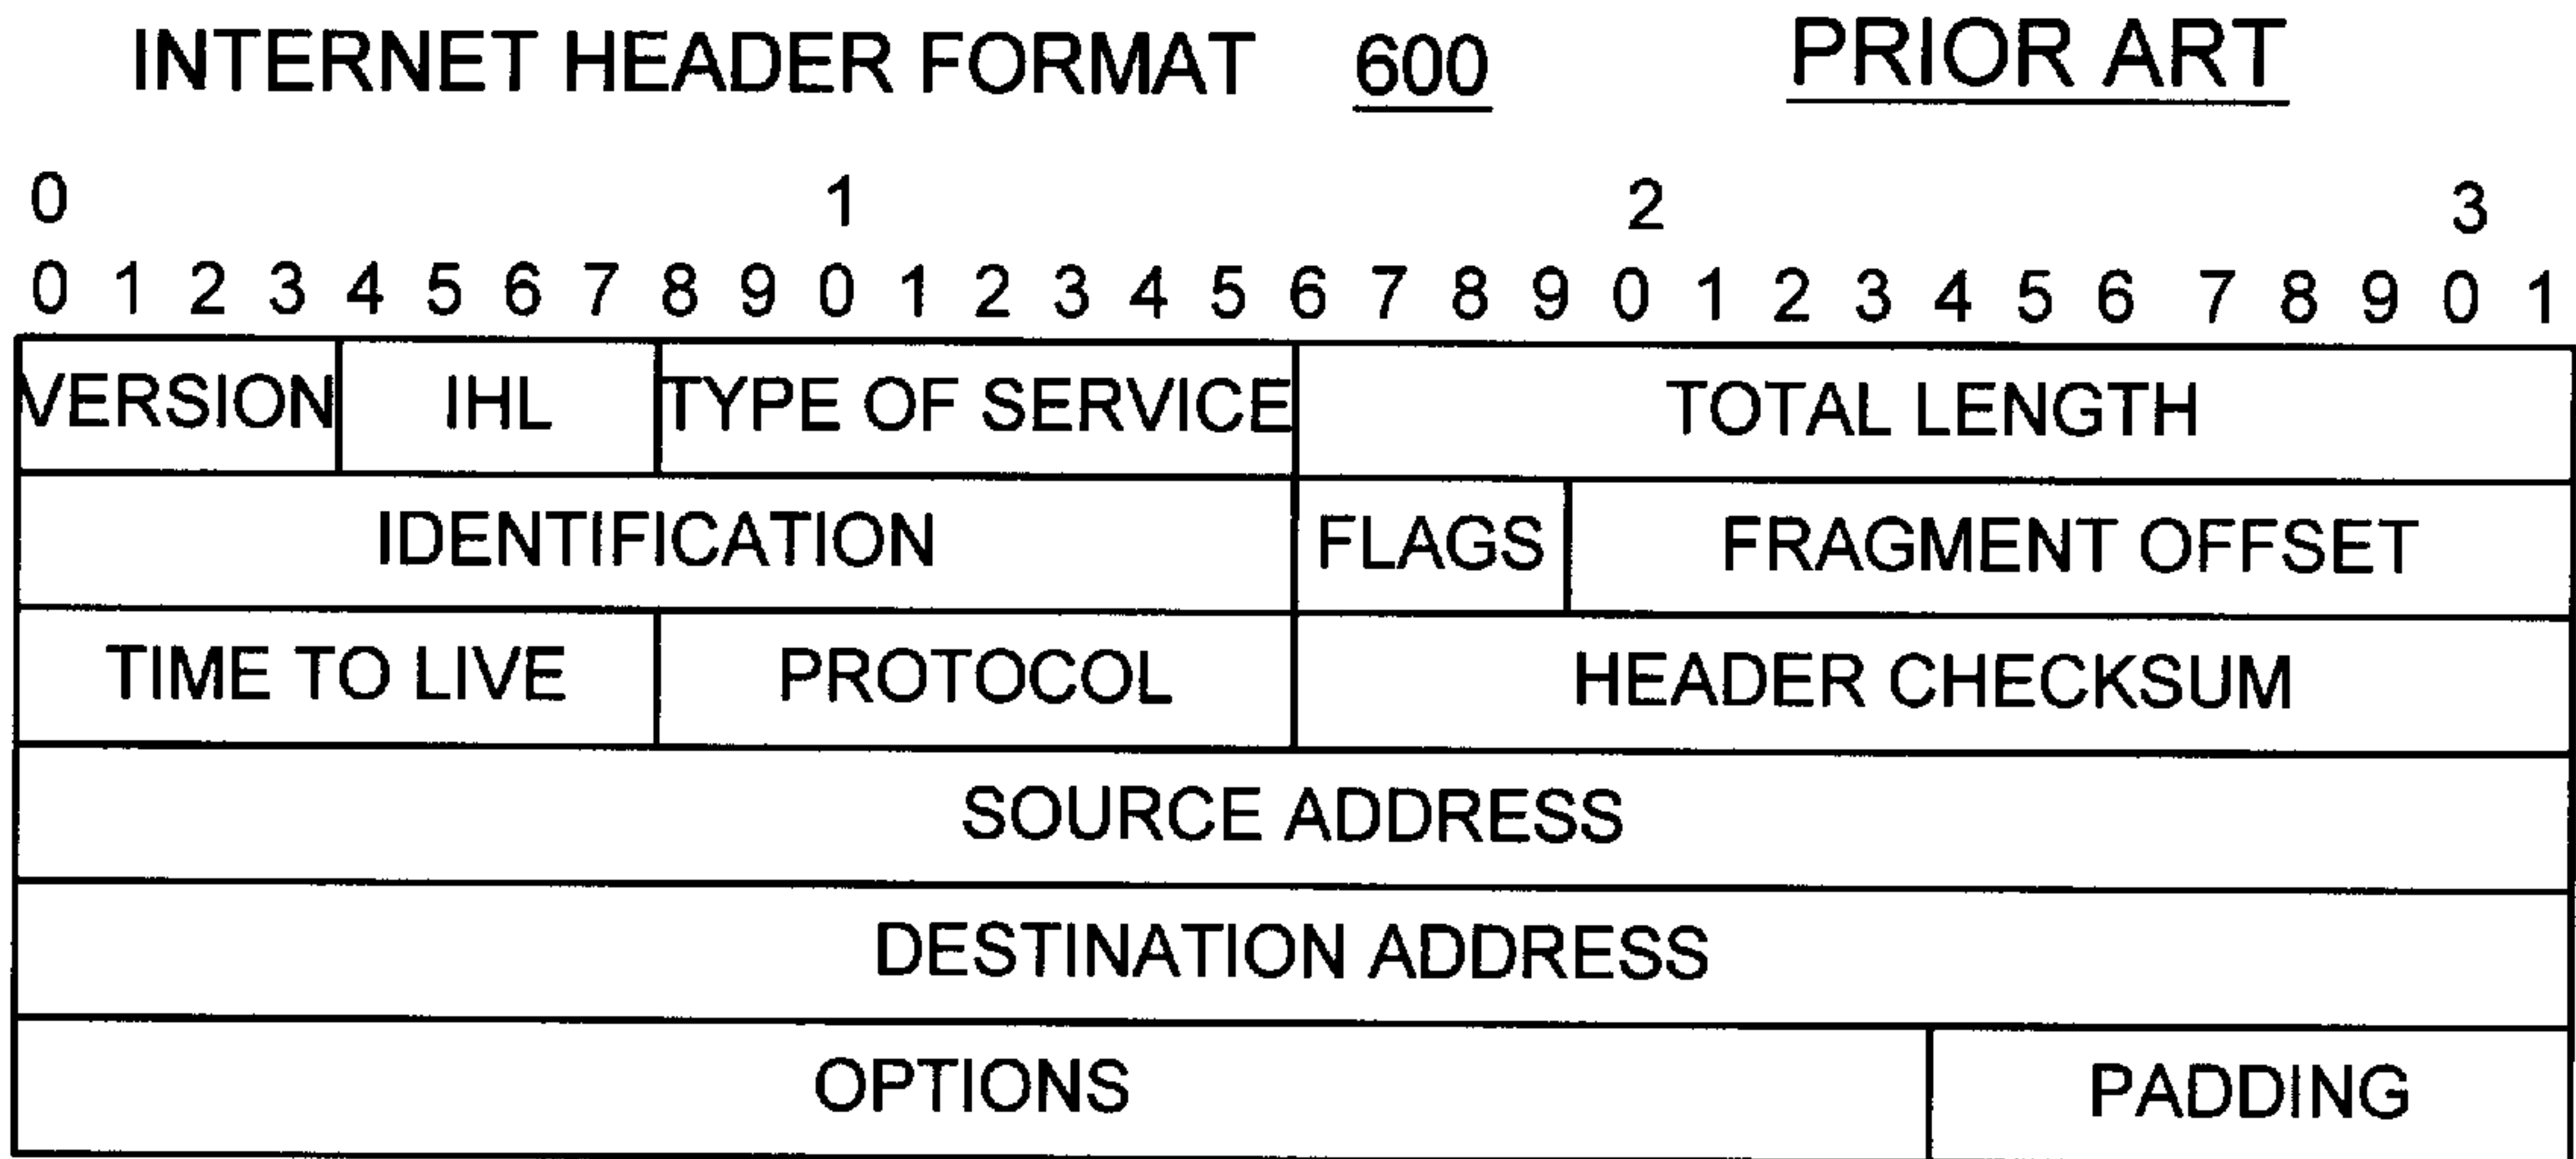 INTERNET HEADER FORMAT 600 PRIOR ART
0 1 2 3
0 1 2 3 4 5 6 7 8 9 0 1 2 3 4 5 6 7 8 9 0 1 2 3 4 5 6 7 8 9 0 1
VERSION IHL TYPE OF SERVICE TOTAL LENGTH
IDENTIFICATION FLAGS FRAGMENT OFFSET
TIME TO LIVE PROTOCOL HEADER CHECKSUM
SOURCE ADDRESS
DESTINATION ADDRESS
OPTIONS PADDING